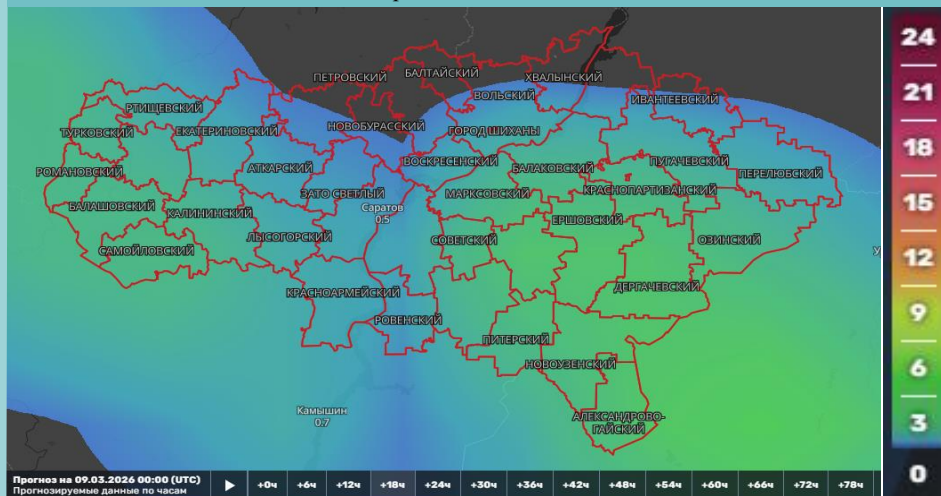 24
ПЕТРОВСКИЙ
БАЛТАЙСКИЙ
ХВАЛЫНСКИЙ
21
ВОЛЬСКИЙ
ИВАНТЕЕВСКИЙ
РТИЩЕВСКИЙ
ТУРКОВСКИЙ
ЕКАТЕРИНОВСКИЙ
НОВОБУРАССКИЙ
ГОРОД ШИХАНЫ
18
РОМАНОВСКИЙ
АТКАРСКИЙ
ВОСКРЕСЕНСКИЙ
БАЛАКОВСКИЙ
ПУГАЧЕВСКИЙ
ПЕРЕЛЮБСКИЙ
ЗАТО СВЕТЛЫЙ
МАРКСОВСКИЙ
КРАСНОПАРТИЗАНСКИЙ
15
БАЛАШОВСКИЙ
КАЛИНИНСКИЙ
Саратов
0.5
ЕРШОВСКИЙ
САМОЙЛОВСКИЙ
ЛЫСОГОРСКИЙ
СОВЕТСКИЙ
ОЗИНСКИЙ
У
12
КРАСНОАРМЕЙСКИЙ
ДЕРГАЧЕВСКИЙ
РОВЕНСКИЙ
9
ПИТЕРСКИЙ
НОВОУЗЕНСКИЙ
6
Камышин
0.7
АЛЕКСАНДРОВО-
ГАЙСКИЙ
3
0
Прогноз на 09.03.2026 00:00 (UTC)
Прогнозируемые данные по часам
+0ч +6ч +12ч +18ч +24ч +30ч +36ч +42ч +48ч +54ч +60ч +66ч +72ч +78ч